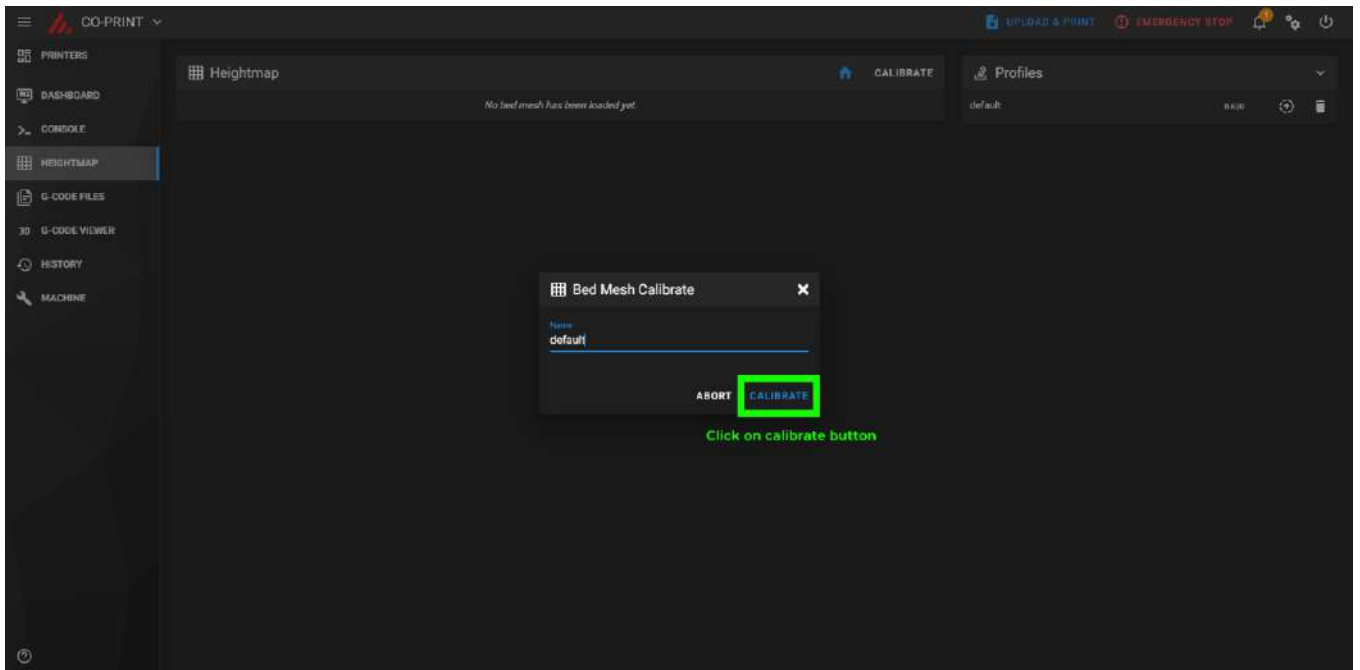 CO-PRINT
UPLOAD & PRINT
EMERGENCY STOP
PRINTERS
DASHBOARD
CONSOLE
HEIGHTMAP
G-CODE FILES
3D G-CODE VIEWER
HISTORY
MACHINE
Heightmap
CALIBRATE
No bed mesh has been loaded yet.
Profiles
default
Bed Mesh Calibrate
Name
default
ABORT
CALIBRATE
Click on calibrate button